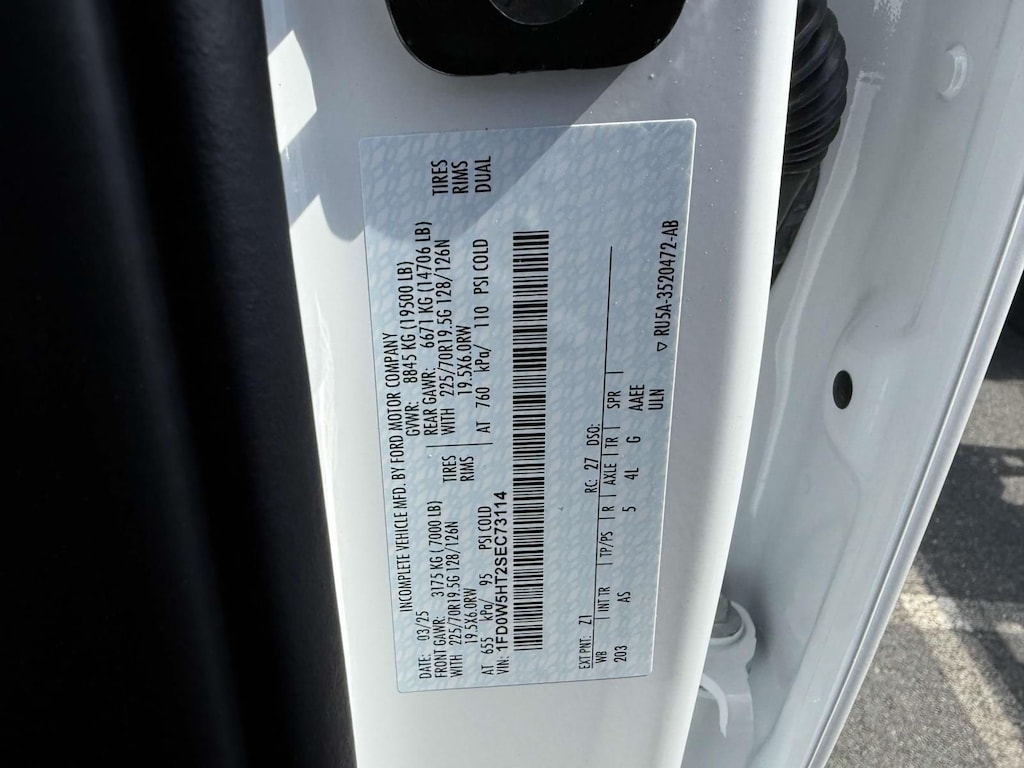 INCOMPLETE VEHICLE MFD. BY FORD MOTOR COMPANY
DATE: 03/25 GVWR: 8845 KG (19500 LB)
FRONT GAWR: 3175 KG (7000 LB) REAR GAWR: 6671 KG (14706 LB)
WITH 225/70R19.5G 128/126N TIRES WITH 225/70R19.5G 128/126N TIRES
19.5X6.0RW RIMS 19.5X6.0RW RIMS
AT 655 kPa/ 95 PSI COLD AT 760 kPa/ 110 PSI COLD DUAL
VIN: 1FD0W5HT2SEC73114
EXT PNT: Z1 RC: 27 DSO:
WB INT TR TP/PS R AXLE TR SPR
203 AS 5 4L G AAEE
ULN
▽ RU5A-3520472-AB